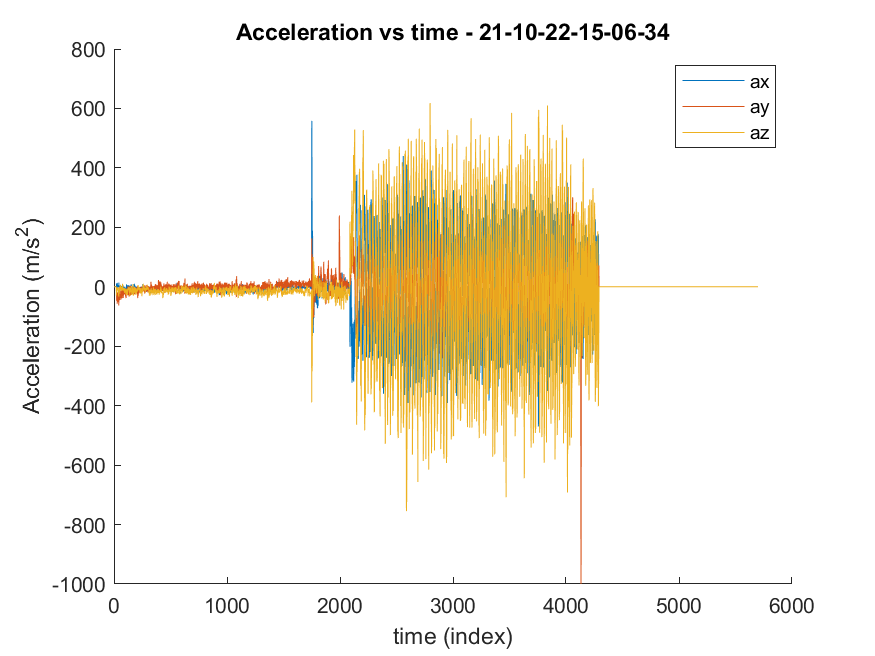 Acceleration vs time - 21-10-22-15-06-34
800
600
400
200
0
-200
-400
-600
-800
-1000
Acceleration (m/s²)
ax
ay
az
0 1000 2000 3000 4000 5000 6000
time (index)